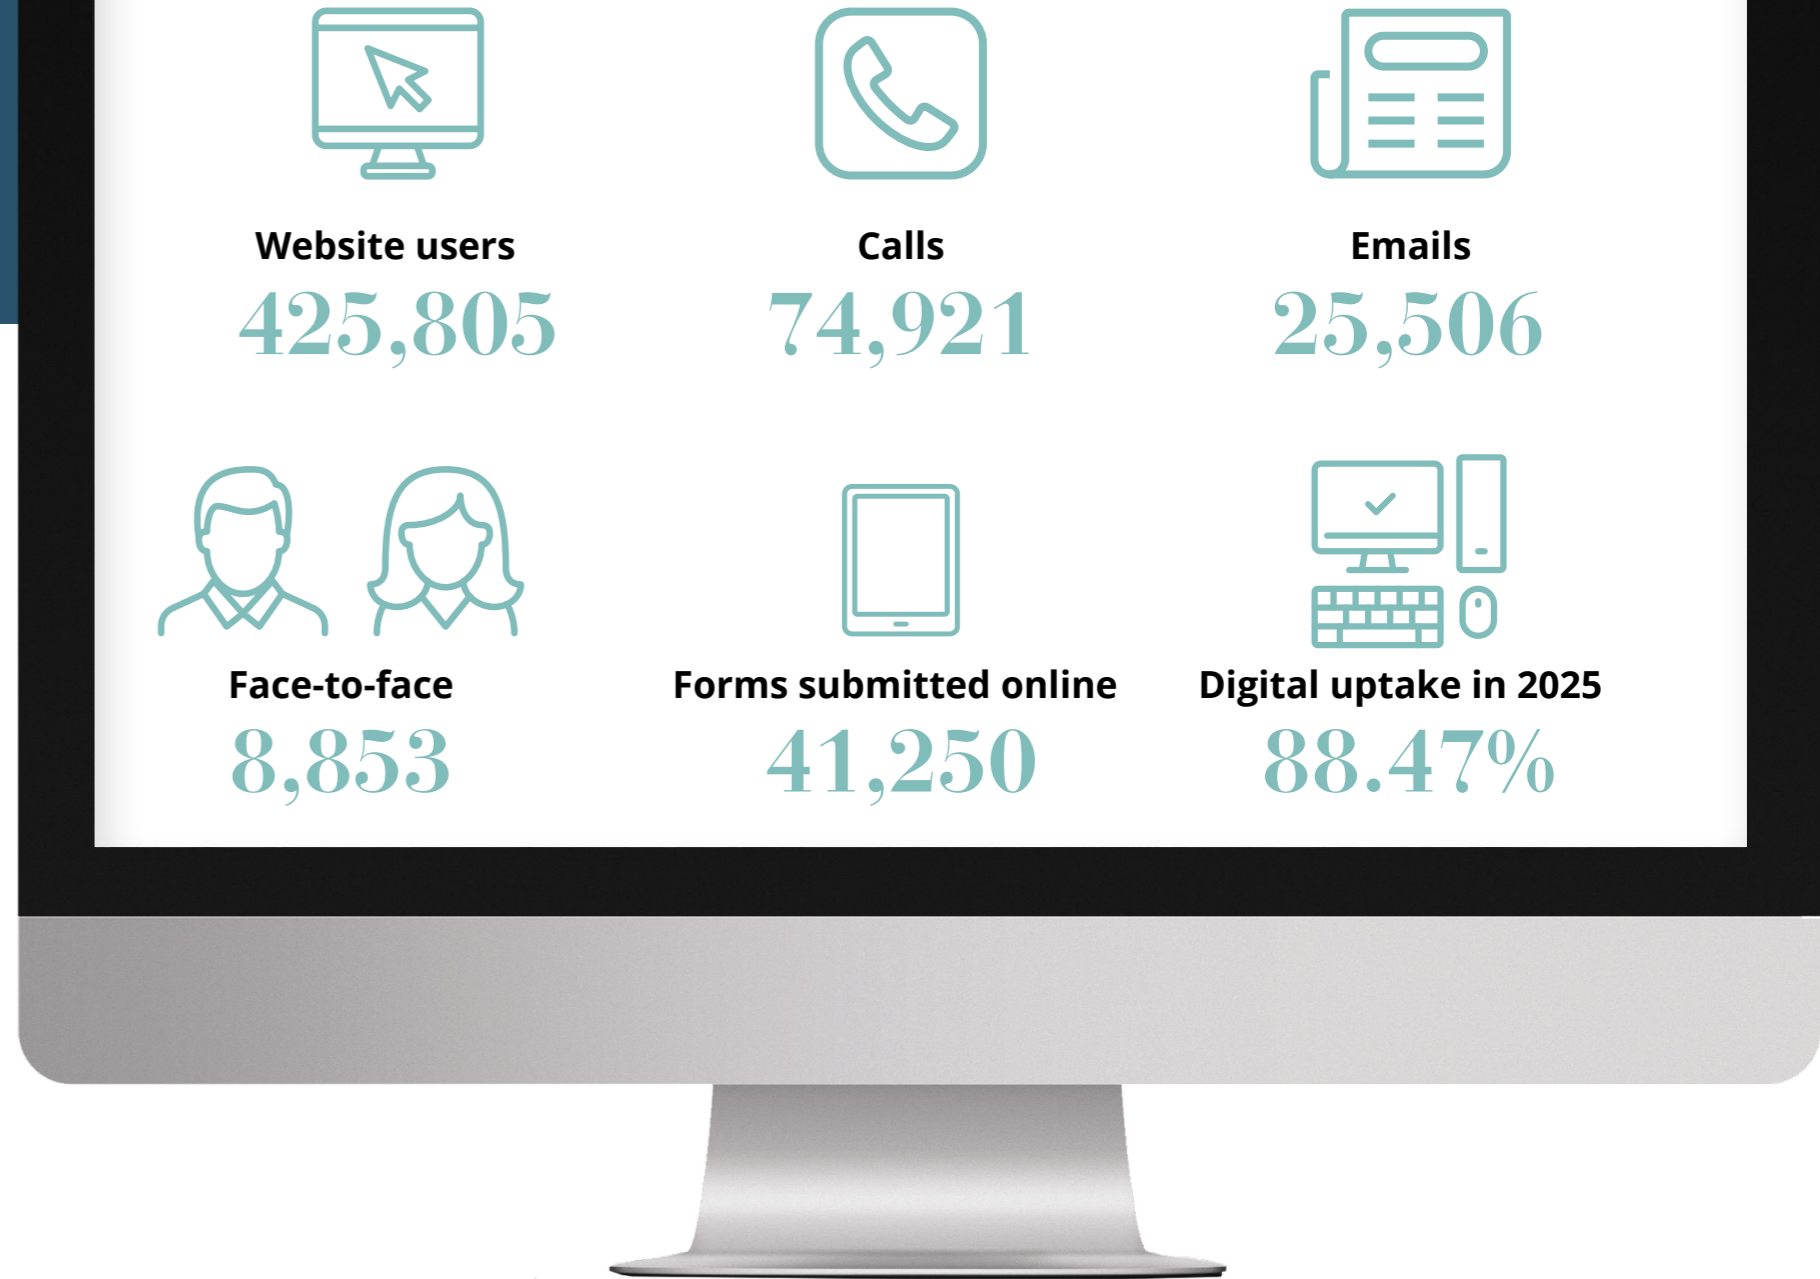 Website users
425,805
Calls
74,921
Emails
25,506
Face-to-face
8,853
Forms submitted online
41,250
Digital uptake in 2025
88.47%